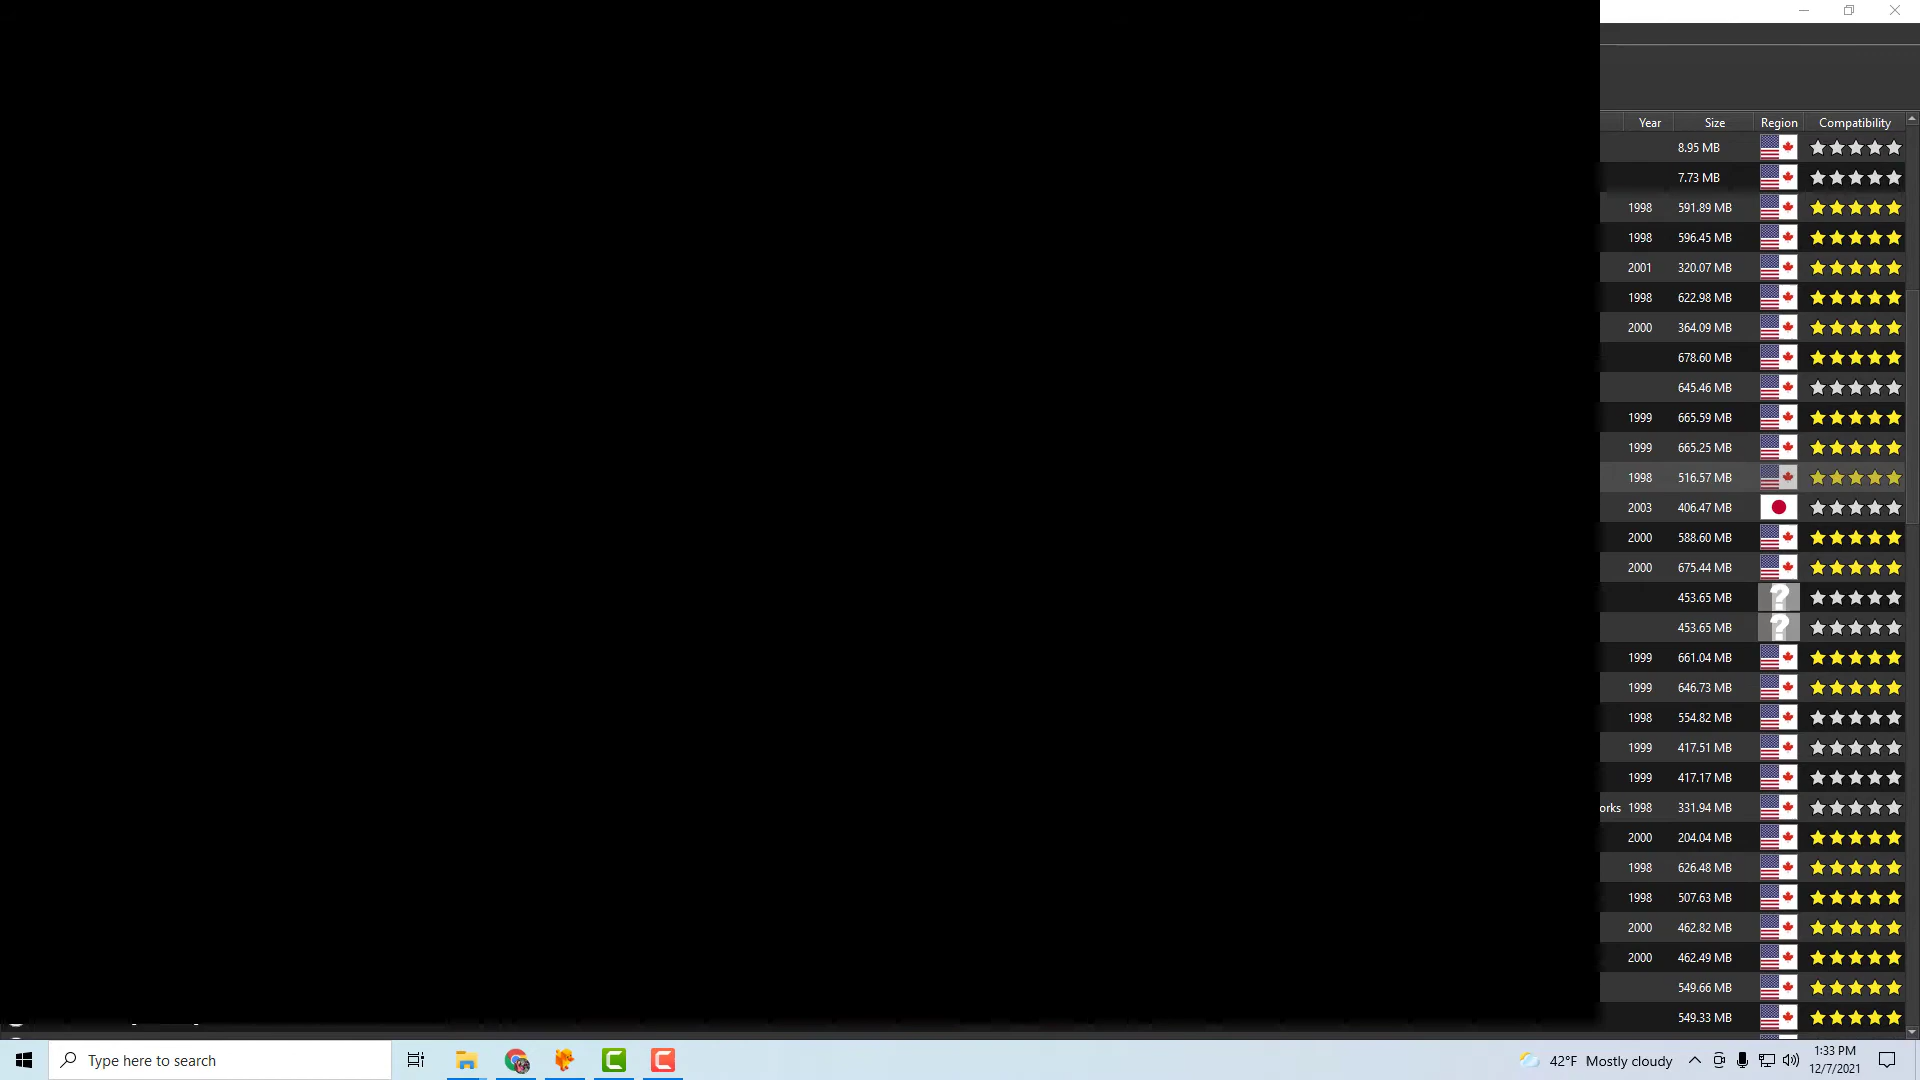 Year Size Region Compatibility
8.95 MB
7.73 MB
1998 591.89 MB
1998 596.45 MB
2001 320.07 MB
1998 622.98 MB
2000 364.09 MB
678.60 MB
645.46 MB
1999 665.59 MB
1999 665.25 MB
1998 516.57 MB
2003 406.47 MB
2000 588.60 MB
2000 675.44 MB
453.65 MB
453.65 MB
1999 661.04 MB
1999 646.73 MB
1998 554.82 MB
1999 417.51 MB
1999 417.17 MB
orks 1998 331.94 MB
2000 204.04 MB
1998 626.48 MB
1998 507.63 MB
2000 462.82 MB
2000 462.49 MB
549.66 MB
549.33 MB
Type here to search
42°F Mostly cloudy
1:33 PM
12/7/2021